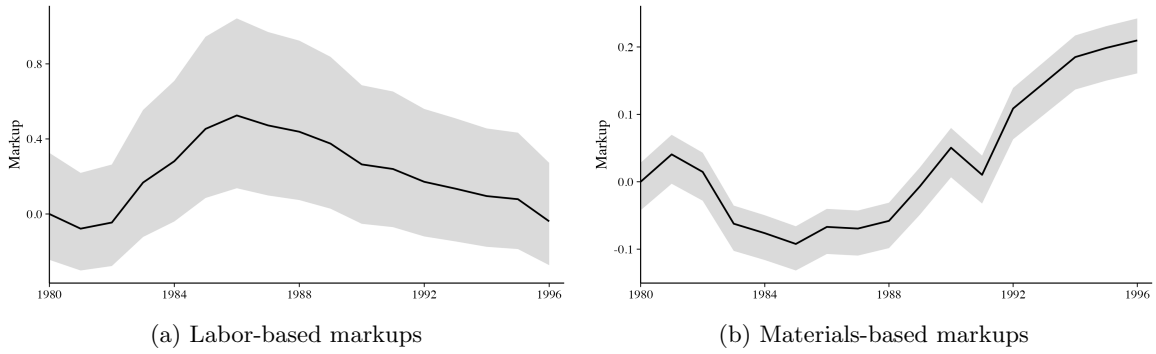 Markup
0.8
0.4
0.0
1980 1984 1988 1992 1996
(a) Labor-based markups
Markup
0.2
0.1
0.0
-0.1
1980 1984 1988 1992 1996
(b) Materials-based markups